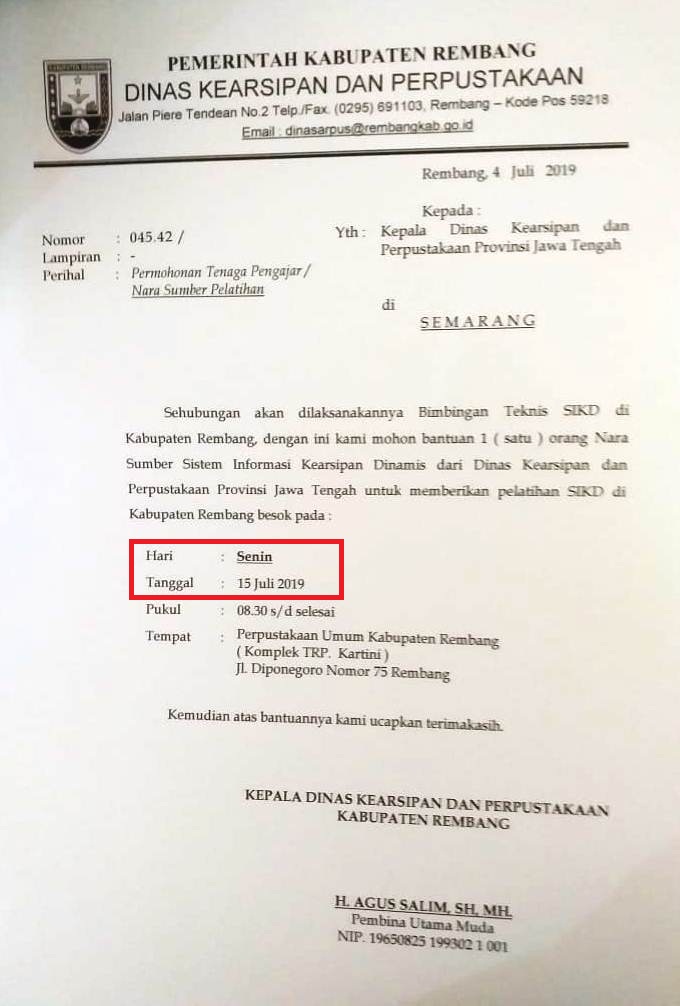 PEMERINTAH KABUPATEN REMBANG
DINAS KEARSIPAN DAN PERPUSTAKAAN
Jalan Piere Tendean No.2 Telp./Fax. (0295) 691103, Rembang – Kode Pos 59218
Email : dinasarpus@rembangkab.go.id
Rembang, 4 Juli 2019
Kepada :
Nomor : 045.42 /
Lampiran : -
Perihal : Permohonan Tenaga Pengajar /
Nara Sumber Pelatihan
Yth : Kepala Dinas Kearsipan dan
Perpustakaan Provinsi Jawa Tengah
di
SEMARANG
Sehubungan akan dilaksanakannya Bimbingan Teknis SIKD di
Kabupaten Rembang, dengan ini kami mohon bantuan 1 ( satu ) orang Nara
Sumber Sistem Informasi Kearsipan Dinamis dari Dinas Kearsipan dan
Perpustakaan Provinsi Jawa Tengah untuk memberikan pelatihan SIKD di
Kabupaten Rembang besok pada :
Hari : Senin
Tanggal : 15 Juli 2019
Pukul : 08.30 s/d selesai
Tempat : Perpustakaan Umum Kabupaten Rembang
( Komplek TRP. Kartini )
Jl. Diponegoro Nomor 75 Rembang
Kemudian atas bantuannya kami ucapkan terimakasih.
KEPALA DINAS KEARSIPAN DAN PERPUSTAKAAN
KABUPATEN REMBANG
H. AGUS SALIM, SH, MH.
Pembina Utama Muda
NIP. 19650825 199302 1 001